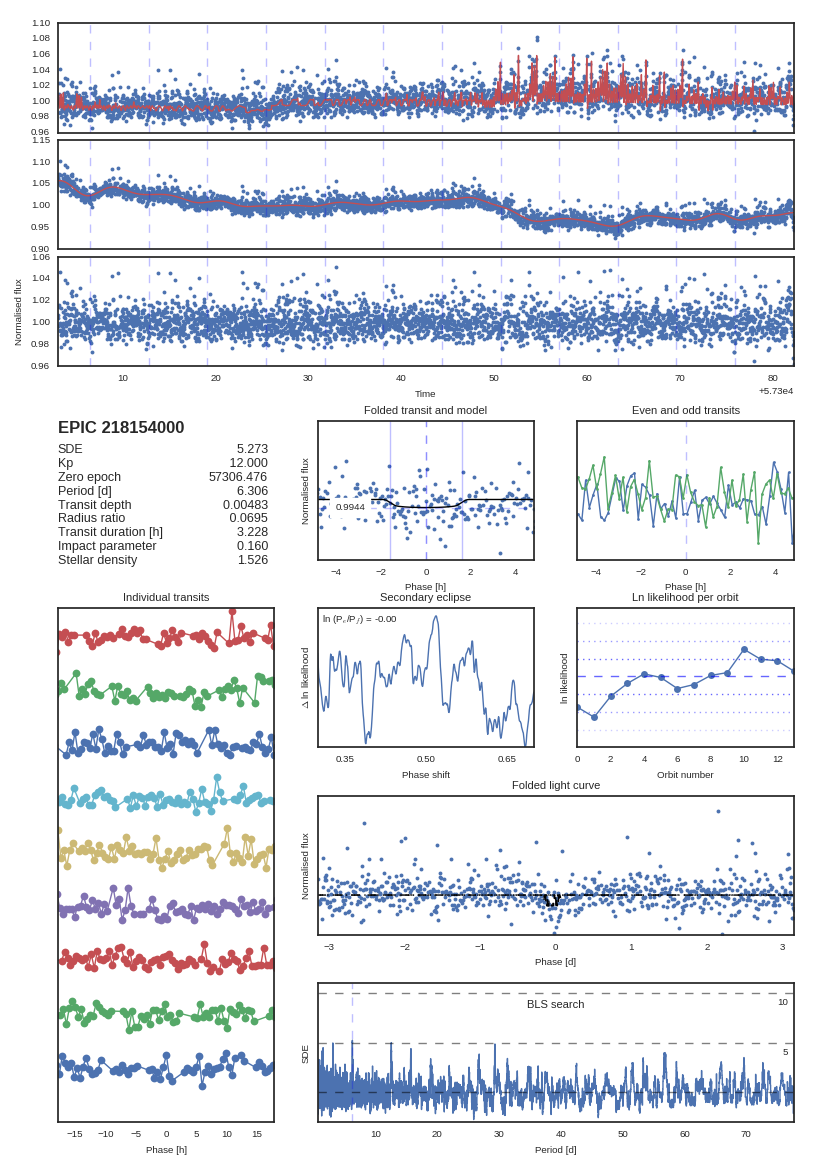 1.10
1.08
1.06
1.04
1.02
1.00
0.98
0.96
1.15
1.10
1.05
1.00
0.95
0.90
1.06
1.04
1.02
1.00
0.98
0.96
Normalised flux
10 20 30 40 50 60 70 80
Time
+5.73e4
EPIC 218154000
SDE 5.273
Kp 12.000
Zero epoch 57306.476
Period [d] 6.306
Transit depth 0.00483
Radius ratio 0.0695
Transit duration [h] 3.228
Impact parameter 0.160
Stellar density 1.526
Folded transit and model
Normalised flux
0.9944
−4 −2 0 2 4
Phase [h]
Even and odd transits
−4 −2 0 2 4
Phase [h]
Individual transits
−15 −10 −5 0 5 10 15
Phase [h]
Secondary eclipse
ln (Pₑ/P𝒇) = -0.00
Δ ln likelihood
0.35 0.50 0.65
Phase shift
Ln likelihood per orbit
ln likelihood
0 2 4 6 8 10 12
Orbit number
Folded light curve
Normalised flux
−3 −2 −1 0 1 2 3
Phase [d]
BLS search
10
5
SDE
10 20 30 40 50 60 70
Period [d]